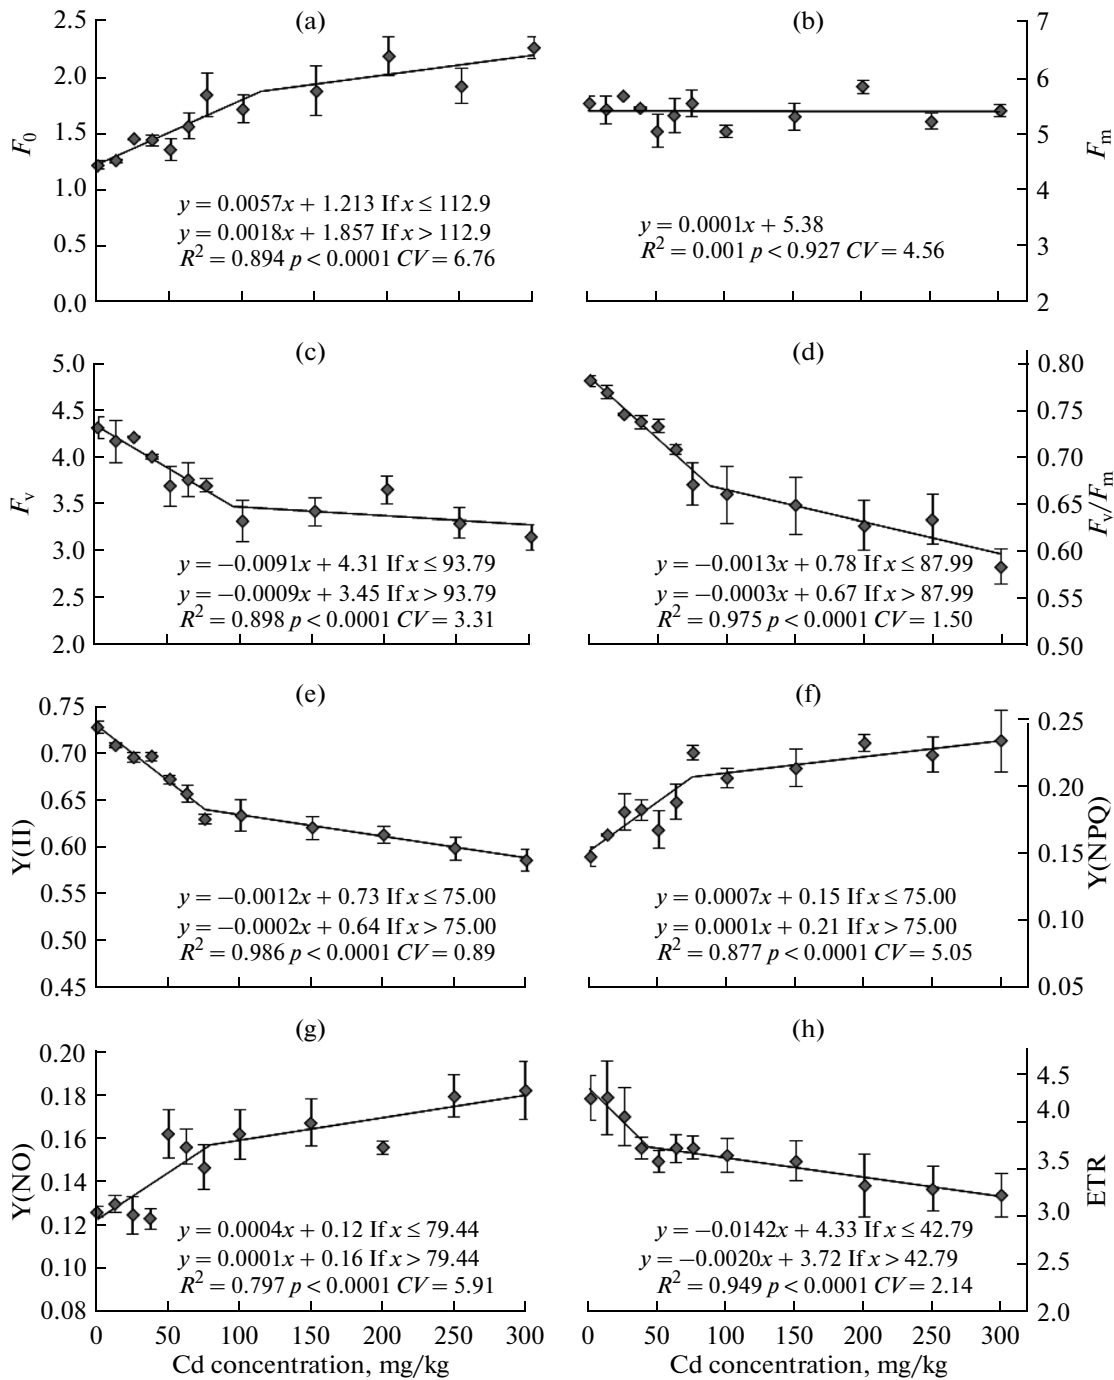 (a)
2.5
2.0
1.5
1.0
0.5
0.0
F0
y = 0.0057x + 1.213 If x ≤ 112.9
y = 0.0018x + 1.857 If x > 112.9
R² = 0.894 p < 0.0001 CV = 6.76
(b)
7
6
5
4
3
2
Fm
y = 0.0001x + 5.38
R² = 0.001 p < 0.927 CV = 4.56
(c)
5.0
4.5
4.0
3.5
3.0
2.5
2.0
Fv
y = −0.0091x + 4.31 If x ≤ 93.79
y = −0.0009x + 3.45 If x > 93.79
R² = 0.898 p < 0.0001 CV = 3.31
(d)
0.80
0.75
0.70
0.65
0.60
0.55
0.50
Fv/Fm
y = −0.0013x + 0.78 If x ≤ 87.99
y = −0.0003x + 0.67 If x > 87.99
R² = 0.975 p < 0.0001 CV = 1.50
(e)
0.75
0.70
0.65
0.60
0.55
0.50
0.45
Y(II)
y = −0.0012x + 0.73 If x ≤ 75.00
y = −0.0002x + 0.64 If x > 75.00
R² = 0.986 p < 0.0001 CV = 0.89
(f)
0.25
0.20
0.15
0.10
0.05
Y(NPQ)
y = 0.0007x + 0.15 If x ≤ 75.00
y = 0.0001x + 0.21 If x > 75.00
R² = 0.877 p < 0.0001 CV = 5.05
(g)
0.20
0.18
0.16
0.14
0.12
0.10
0.08
Y(NO)
y = 0.0004x + 0.12 If x ≤ 79.44
y = 0.0001x + 0.16 If x > 79.44
R² = 0.797 p < 0.0001 CV = 5.91
0 50 100 150 200 250 300
Cd concentration, mg/kg
(h)
4.5
4.0
3.5
3.0
2.5
2.0
ETR
y = −0.0142x + 4.33 If x ≤ 42.79
y = −0.0020x + 3.72 If x > 42.79
R² = 0.949 p < 0.0001 CV = 2.14
0 50 100 150 200 250 300
Cd concentration, mg/kg